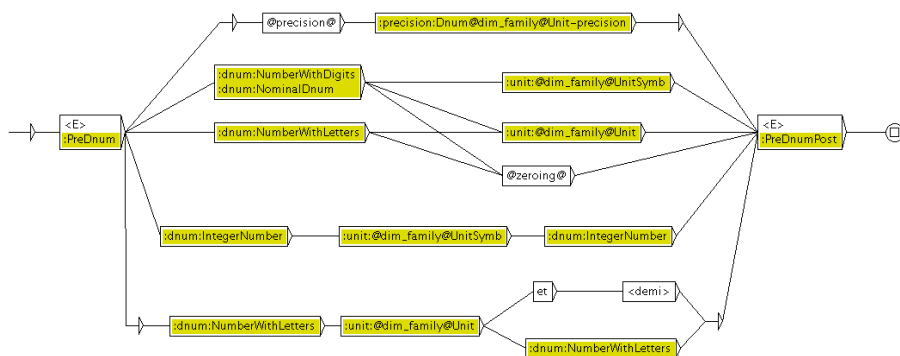 @precision@
:precision:Dnum@dim_family@Unit-precision
:dnum:NumberWithDigits
:dnum:NominalDnum
:unit:@dim_family@UnitSymb
<E>
:PreDnum
:dnum:NumberWithLetters
:unit:@dim_family@Unit
<E>
:PreDnumPost
@zeroing@
:dnum:IntegerNumber
:unit:@dim_family@UnitSymb
:dnum:IntegerNumber
et
<demi>
:dnum:NumberWithLetters
:unit:@dim_family@Unit
:dnum:NumberWithLetters